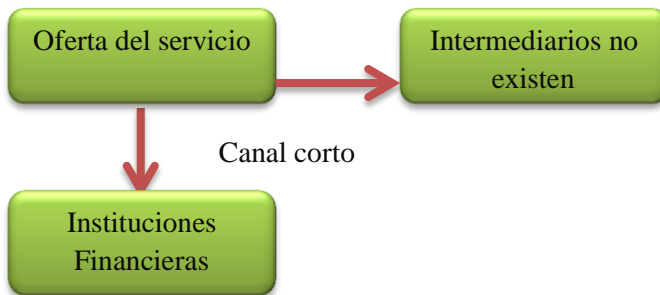 Oferta del servicio
Intermediarios no
existen
Canal corto
Instituciones
Financieras